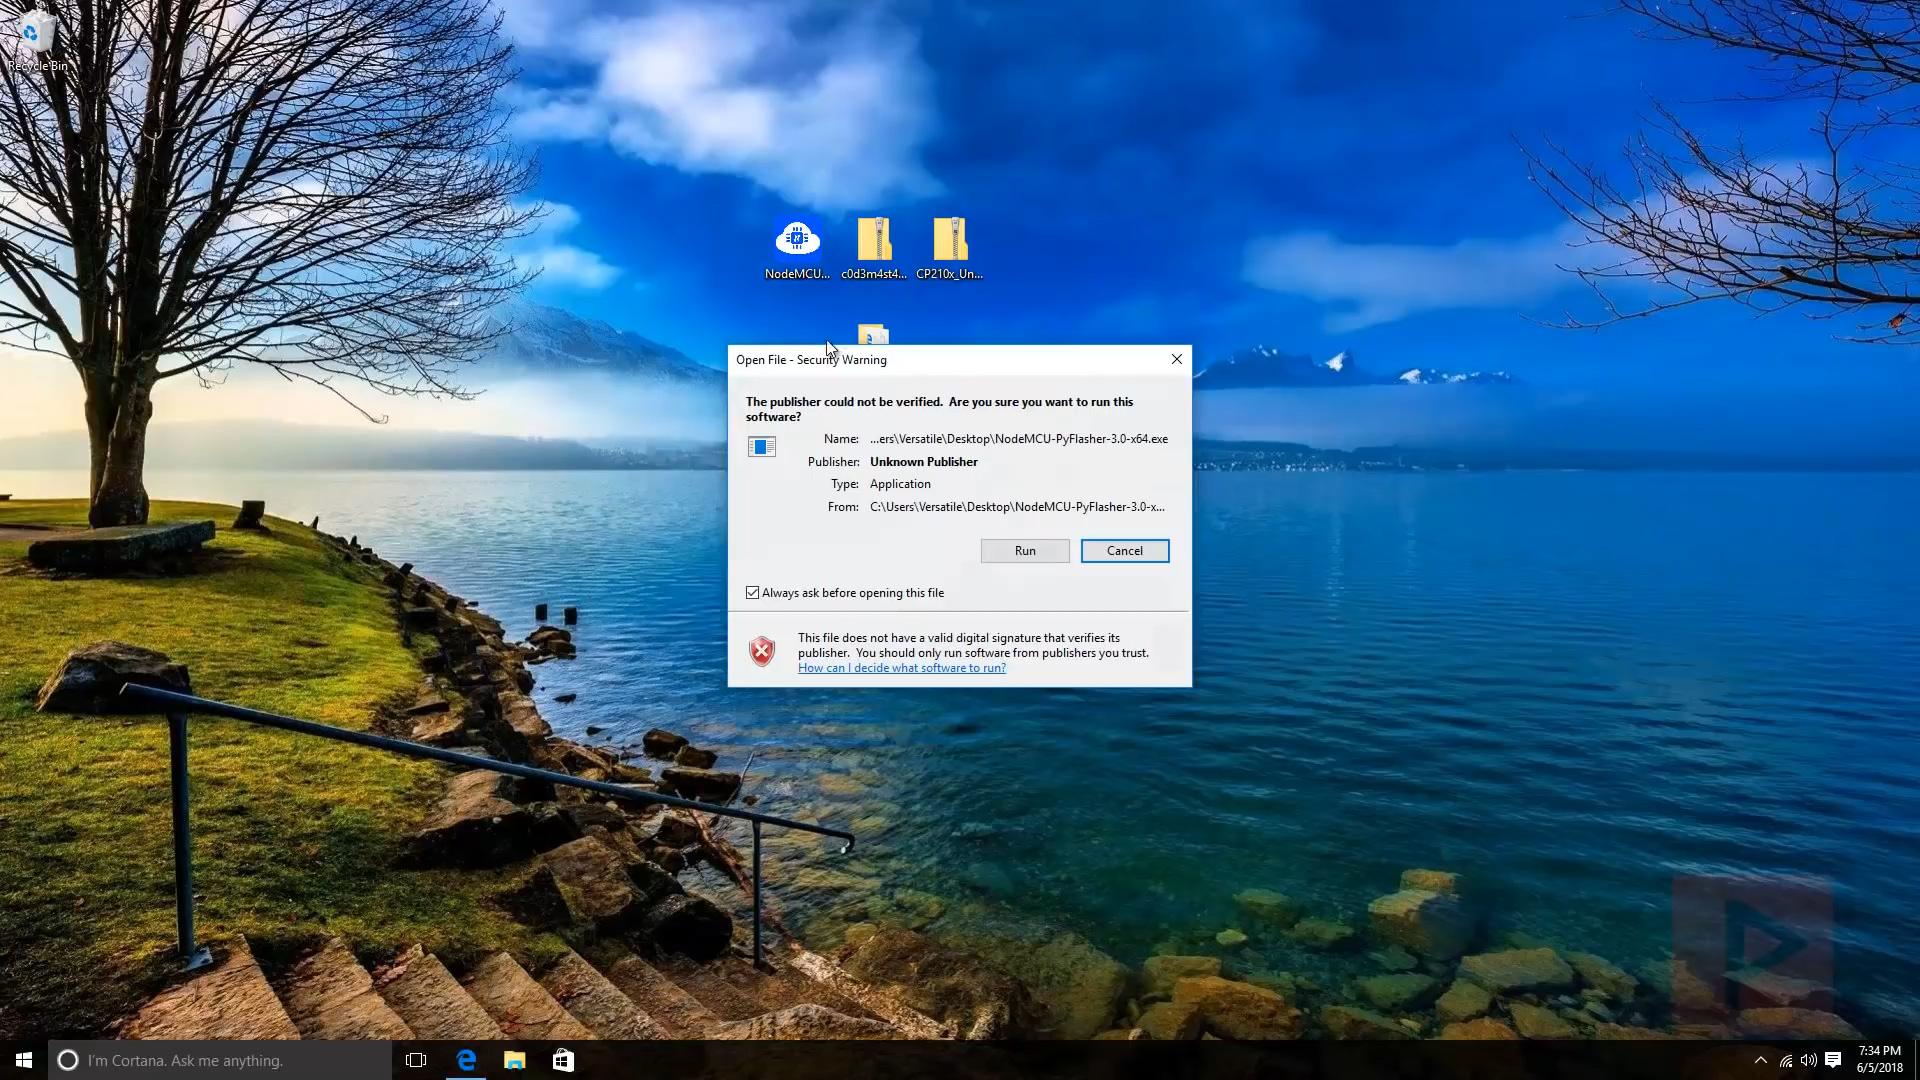 Recycle Bin
NodeMCU...
c0d3m4st4...
CP210x_Un...
Open File - Security Warning
The publisher could not be verified.  Are you sure you want to run this
software?
Name: ...ers\Versatile\Desktop\NodeMCU-PyFlasher-3.0-x64.exe
Publisher: Unknown Publisher
Type: Application
From: C:\Users\Versatile\Desktop\NodeMCU-PyFlasher-3.0-x...
Run
Cancel
Always ask before opening this file
This file does not have a valid digital signature that verifies its
publisher.  You should only run software from publishers you trust.
How can I decide what software to run?
I'm Cortana. Ask me anything.
7:34 PM
6/5/2018